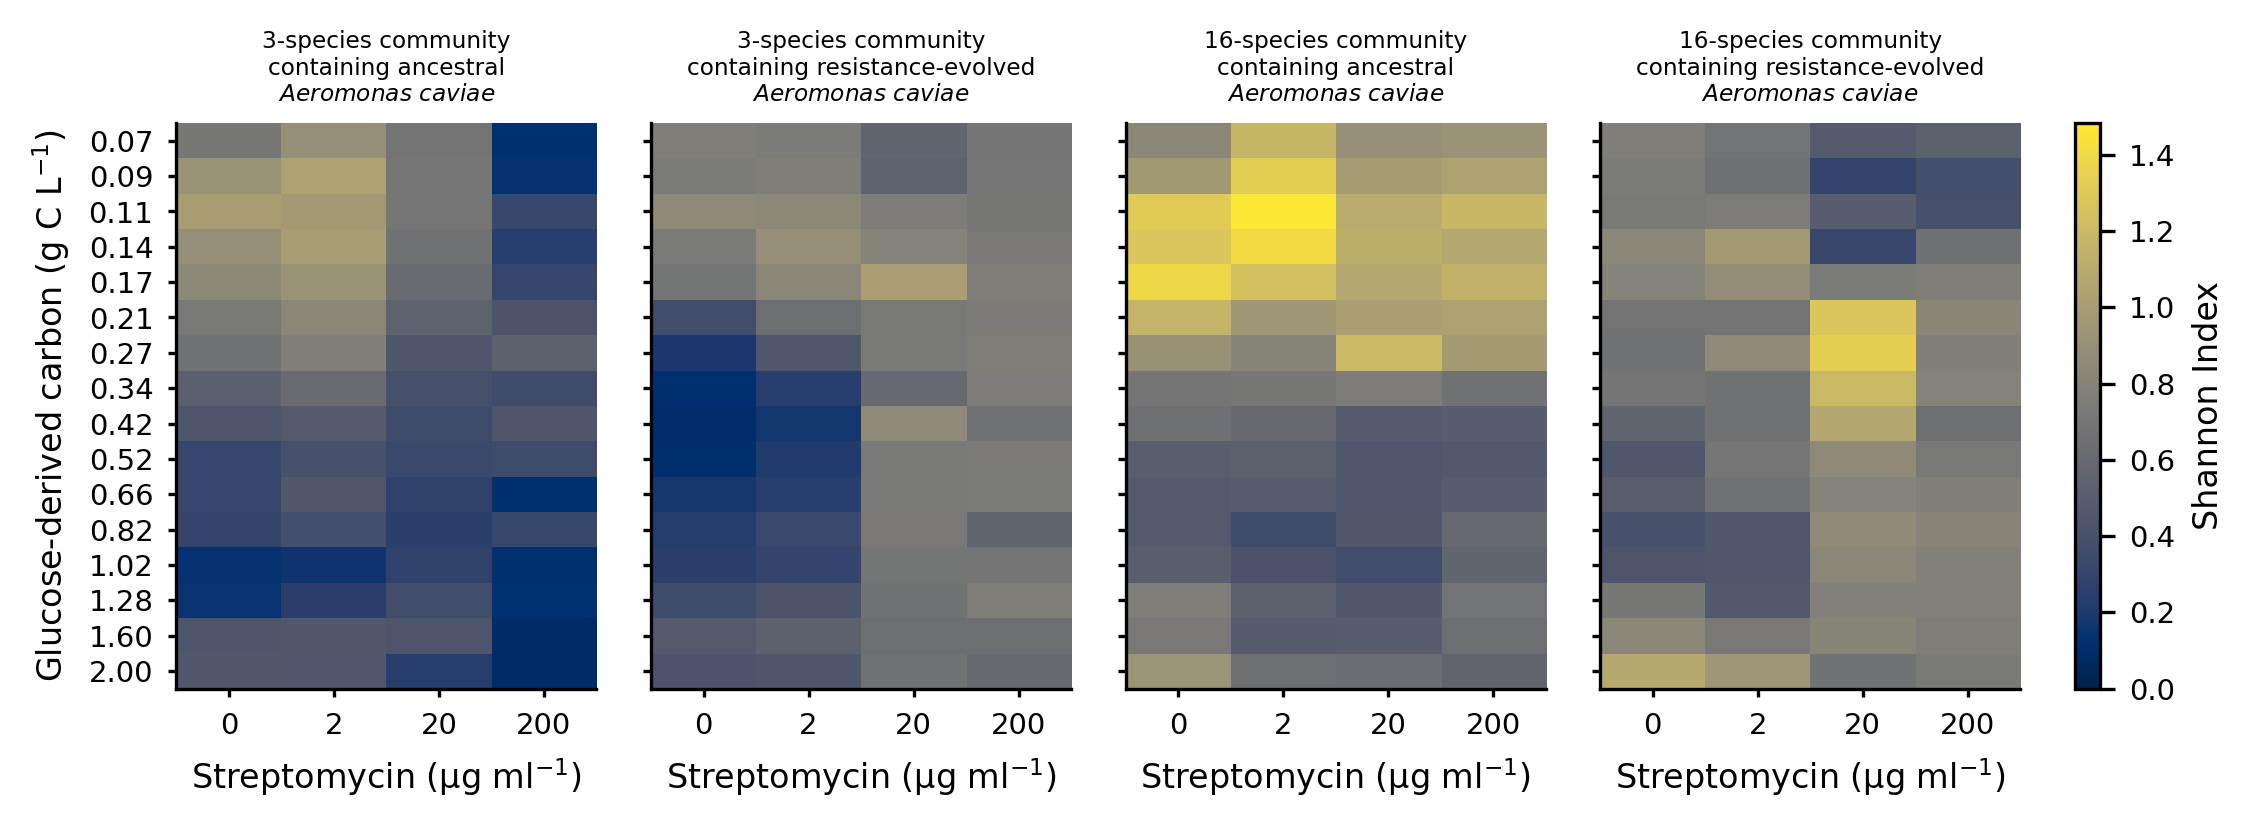 3-species community
containing ancestral
Aeromonas caviae
3-species community
containing resistance-evolved
Aeromonas caviae
16-species community
containing ancestral
Aeromonas caviae
16-species community
containing resistance-evolved
Aeromonas caviae
Glucose-derived carbon (g C L⁻¹)
0.07
0.09
0.11
0.14
0.17
0.21
0.27
0.34
0.42
0.52
0.66
0.82
1.02
1.28
1.60
2.00
0 2 20 200
Streptomycin (µg ml⁻¹)
0 2 20 200
Streptomycin (µg ml⁻¹)
0 2 20 200
Streptomycin (µg ml⁻¹)
0 2 20 200
Streptomycin (µg ml⁻¹)
1.4
1.2
1.0
0.8
0.6
0.4
0.2
0.0
Shannon Index